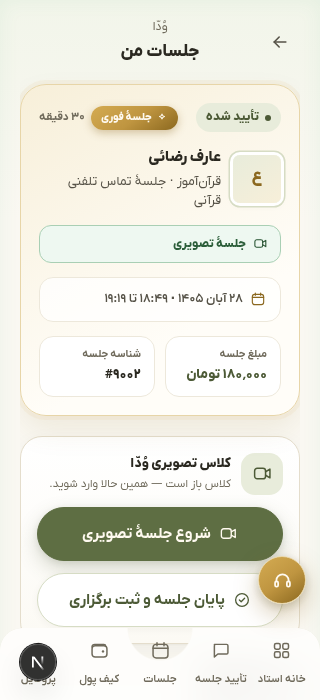 وُدّا
جلسات من
تأیید شده
جلسهٔ فوری
۳۰ دقیقه
ع
عارف رضائی
قرآن‌آموز · جلسهٔ تماس تلفنی
قرآنی
جلسهٔ تصویری
۲۸ آبان ۱۴۰۵ · ۱۸:۴۹ تا ۱۹:۱۹
مبلغ جلسه
۱۸۰,۰۰۰ تومان
شناسه جلسه
#۹۰۰۲
کلاس تصویری وُدّا
کلاس باز است — همین حالا وارد شوید.
شروع جلسهٔ تصویری
پایان جلسه و ثبت برگزاری
خانه استاد
تأیید جلسه
جلسات
کیف پول
N